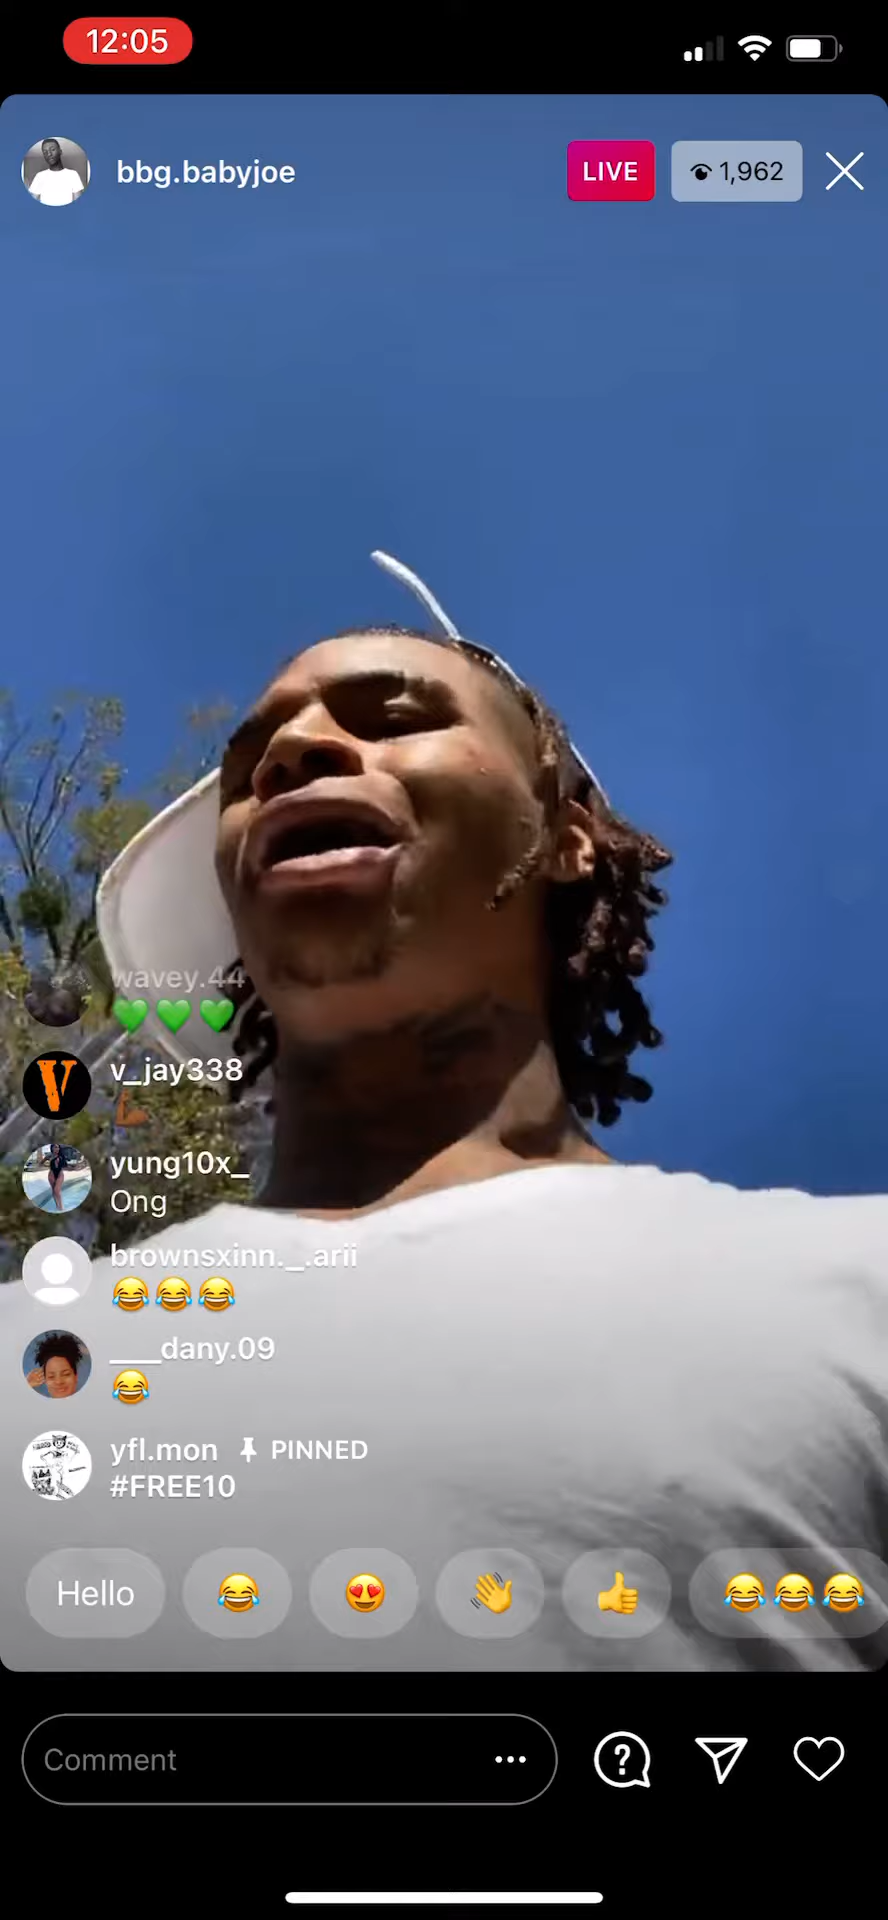 12:05
bbg.babyjoe
LIVE
1,962
wavey.44
💚💚💚
v_jay338
💪🏾
yung10x_
Ong
brownsxinn._.arii
😂😂😂
___dany.09
😂
yfl.mon PINNED
#FREE10
Hello 😂 😍 👋 👍 😂😂😂
Comment